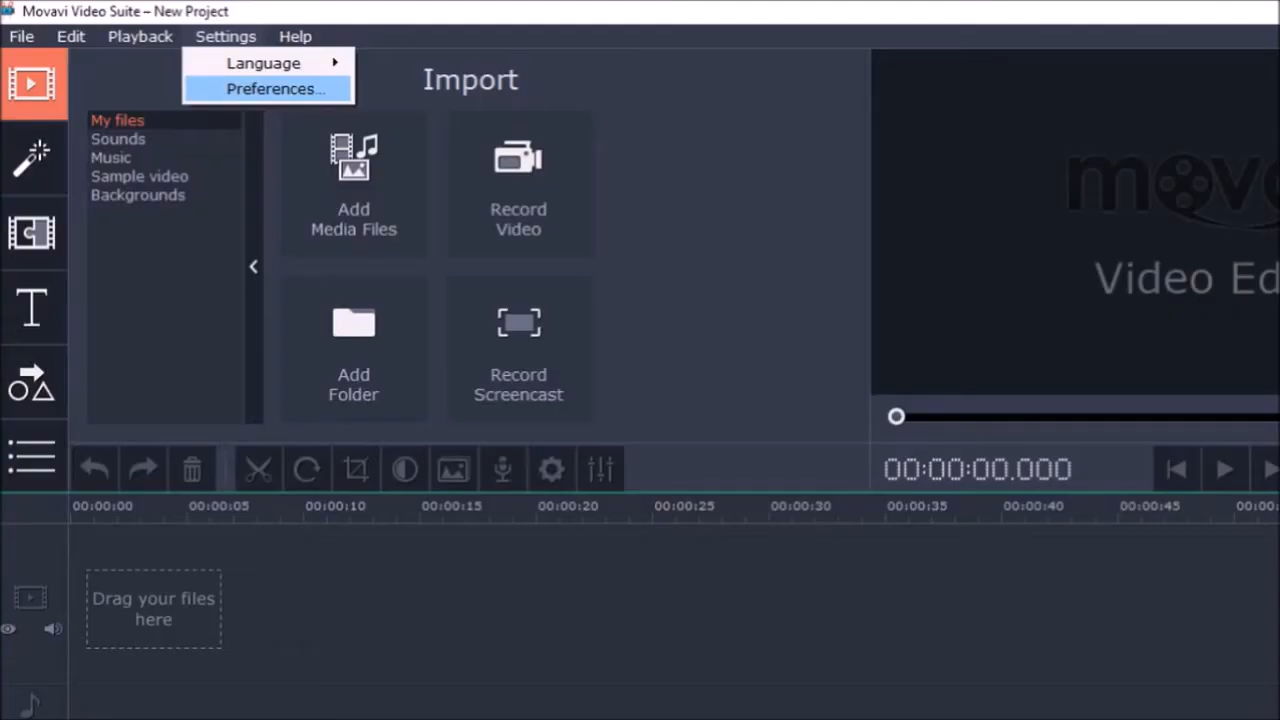 Movavi Video Suite – New Project
File Edit Playback Settings Help
Language
Preferences...
Import
My files
Sounds
Music
Sample video
Backgrounds
Add
Media Files
Record
Video
Add
Folder
Record
Screencast
Video Ed
00:00:00.000
00:00:00 00:00:05 00:00:10 00:00:15 00:00:20 00:00:25 00:00:30 00:00:35 00:00:40 00:00:45 00:00:
Drag your files
here